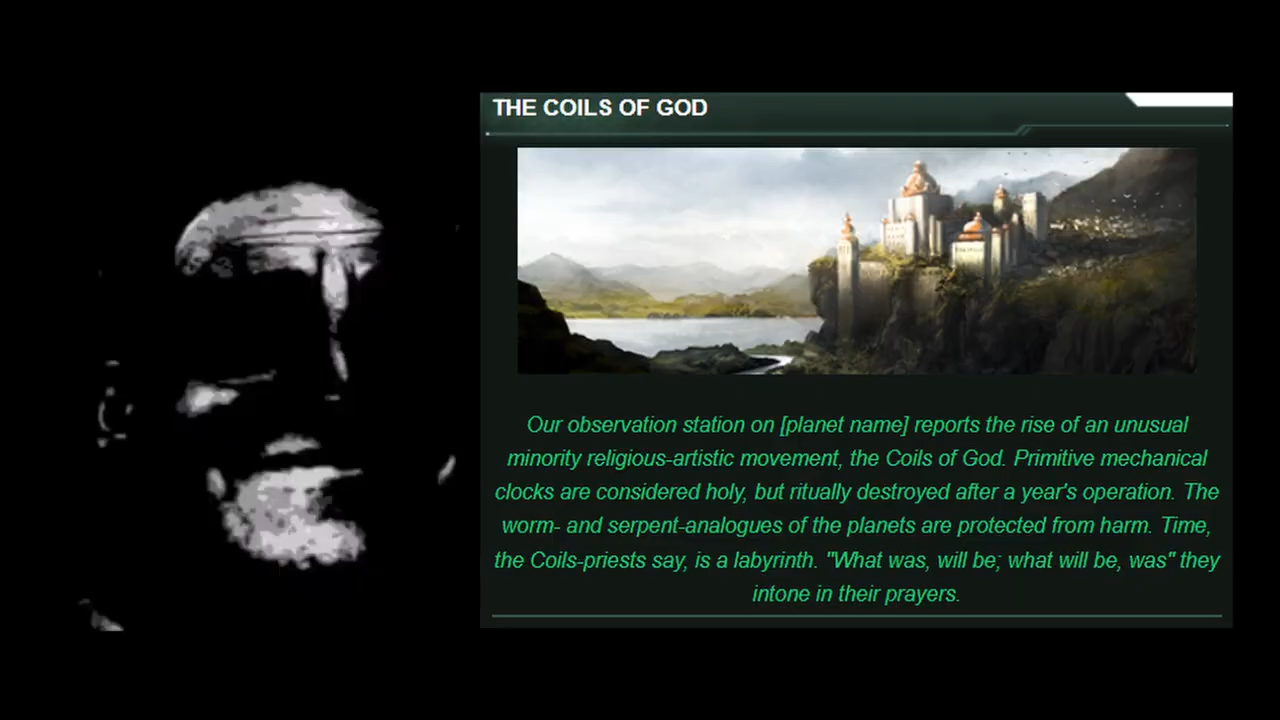 THE COILS OF GOD
Our observation station on [planet name] reports the rise of an unusual
minority religious-artistic movement, the Coils of God. Primitive mechanical
clocks are considered holy, but ritually destroyed after a year's operation. The
worm- and serpent-analogues of the planets are protected from harm. Time,
the Coils-priests say, is a labyrinth. "What was, will be; what will be, was" they
intone in their prayers.